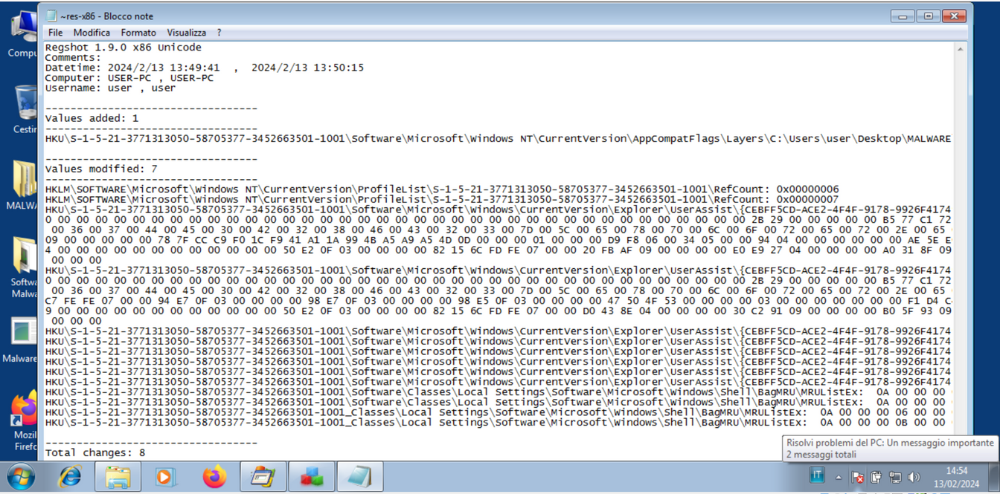 ~res-x86 - Blocco note
File Modifica Formato Visualizza ?
Regshot 1.9.0 x86 Unicode
Comments:
Datetime: 2024/2/13 13:49:41 , 2024/2/13 13:50:15
Computer: USER-PC , USER-PC
Username: user , user
----------------------------------
Values added: 1
----------------------------------
HKU\S-1-5-21-3771313050-58705377-3452663501-1001\Software\Microsoft\Windows NT\CurrentVersion\AppCompatFlags\Layers\C:\Users\user\Desktop\MALWARE
----------------------------------
Values modified: 7
----------------------------------
HKLM\SOFTWARE\Microsoft\Windows NT\CurrentVersion\ProfileList\S-1-5-21-3771313050-58705377-3452663501-1001\RefCount: 0x00000006
HKLM\SOFTWARE\Microsoft\Windows NT\CurrentVersion\ProfileList\S-1-5-21-3771313050-58705377-3452663501-1001\RefCount: 0x00000007
HKU\S-1-5-21-3771313050-58705377-3452663501-1001\Software\Microsoft\Windows\CurrentVersion\Explorer\UserAssist\{CEBFF5CD-ACE2-4F4F-9178-9926F4174
0 00 00 00 00 00 00 00 00 00 00 00 00 00 00 00 00 00 00 00 00 00 00 00 00 00 00 00 00 00 00 00 00 00 00 00 00 2B 29 00 00 00 00 00 B5 77 C1 72
00 36 00 37 00 44 00 45 00 30 00 42 00 32 00 38 00 46 00 43 00 32 00 33 00 7D 00 5C 00 65 00 78 00 70 00 6C 00 6F 00 72 00 65 00 72 00 2E 00 65
09 00 00 00 00 00 78 7F CC C9 F0 1C F9 41 A1 1A 99 4B A5 A9 A5 4D 0D 00 00 00 01 00 00 00 D9 F8 06 00 34 05 00 00 94 04 00 00 00 00 00 00 AE 5E
4 00 00 00 00 00 00 00 00 00 00 00 50 E2 0F 03 00 00 00 00 82 15 6C FD FE 07 00 00 20 FB AF 09 00 00 00 00 E0 E9 27 04 00 00 00 00 A0 31 8F 09
00 00 00
HKU\S-1-5-21-3771313050-58705377-3452663501-1001\Software\Microsoft\Windows\CurrentVersion\Explorer\UserAssist\{CEBFF5CD-ACE2-4F4F-9178-9926F4174
0 00 00 00 00 00 00 00 00 00 00 00 00 00 00 00 00 00 00 00 00 00 00 00 00 00 00 00 00 00 00 00 00 00 00 00 00 2B 29 00 00 00 00 00 B5 77 C1 72
00 36 00 37 00 44 00 45 00 30 00 42 00 32 00 38 00 46 00 43 00 32 00 33 00 7D 00 5C 00 65 00 78 00 70 00 6C 00 6F 00 72 00 65 00 72 00 2E 00 65
C7 FE FE 07 00 00 94 E7 0F 03 00 00 00 00 98 E7 0F 03 00 00 00 00 98 E5 0F 03 00 00 00 00 47 50 4F 53 00 00 00 00 03 00 00 00 00 00 00 00 F1 D4
9 00 00 00 00 00 00 00 00 00 00 00 50 E2 0F 03 00 00 00 00 82 15 6C FD FE 07 00 00 D0 43 8E 04 00 00 00 00 30 C2 91 09 00 00 00 00 B0 5F 93 09
00 00 00
HKU\S-1-5-21-3771313050-58705377-3452663501-1001\Software\Microsoft\Windows\CurrentVersion\Explorer\UserAssist\{CEBFF5CD-ACE2-4F4F-9178-9926F4174
HKU\S-1-5-21-3771313050-58705377-3452663501-1001\Software\Microsoft\Windows\CurrentVersion\Explorer\UserAssist\{CEBFF5CD-ACE2-4F4F-9178-9926F4174
HKU\S-1-5-21-3771313050-58705377-3452663501-1001\Software\Microsoft\Windows\CurrentVersion\Explorer\UserAssist\{CEBFF5CD-ACE2-4F4F-9178-9926F4174
HKU\S-1-5-21-3771313050-58705377-3452663501-1001\Software\Microsoft\Windows\CurrentVersion\Explorer\UserAssist\{CEBFF5CD-ACE2-4F4F-9178-9926F4174
HKU\S-1-5-21-3771313050-58705377-3452663501-1001\Software\Microsoft\Windows\CurrentVersion\Explorer\UserAssist\{CEBFF5CD-ACE2-4F4F-9178-9926F4174
HKU\S-1-5-21-3771313050-58705377-3452663501-1001\Software\Microsoft\Windows\CurrentVersion\Explorer\UserAssist\{CEBFF5CD-ACE2-4F4F-9178-9926F4174
HKU\S-1-5-21-3771313050-58705377-3452663501-1001\Software\Classes\Local Settings\Software\Microsoft\Windows\Shell\BagMRU\MRUListEx: 0A 00 00 00
HKU\S-1-5-21-3771313050-58705377-3452663501-1001\Software\Classes\Local Settings\Software\Microsoft\Windows\Shell\BagMRU\MRUListEx: 0A 00 00 00
HKU\S-1-5-21-3771313050-58705377-3452663501-1001_Classes\Local Settings\Software\Microsoft\Windows\Shell\BagMRU\MRUListEx: 0A 00 00 00 06 00 00
HKU\S-1-5-21-3771313050-58705377-3452663501-1001_Classes\Local Settings\Software\Microsoft\Windows\Shell\BagMRU\MRUListEx: 0A 00 00 00 0B 00 00
----------------------------------
Total changes: 8
Compu
Cestin
MALWA
Softwa
Malwa
Malware
Mozil
Firefo
Risolvi problemi del PC: Un messaggio importante
2 messaggi totali
IT
14:54
13/02/2024